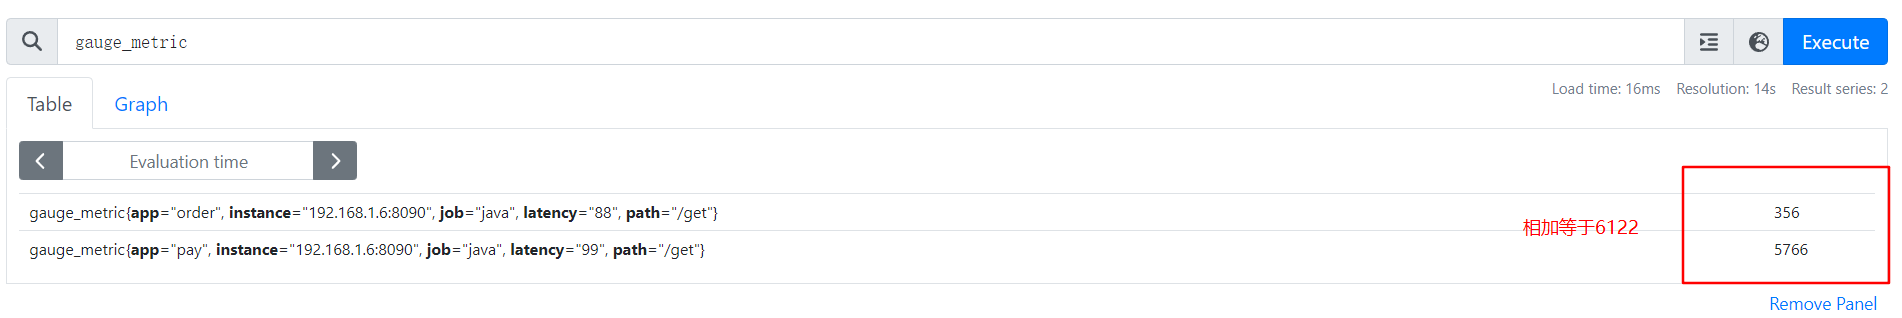 gauge_metric
Execute
Table
Graph
Load time: 16ms Resolution: 14s Result series: 2
Evaluation time
gauge_metric{app="order", instance="192.168.1.6:8090", job="java", latency="88", path="/get"}
356
相加等于6122
gauge_metric{app="pay", instance="192.168.1.6:8090", job="java", latency="99", path="/get"}
5766
Remove Panel